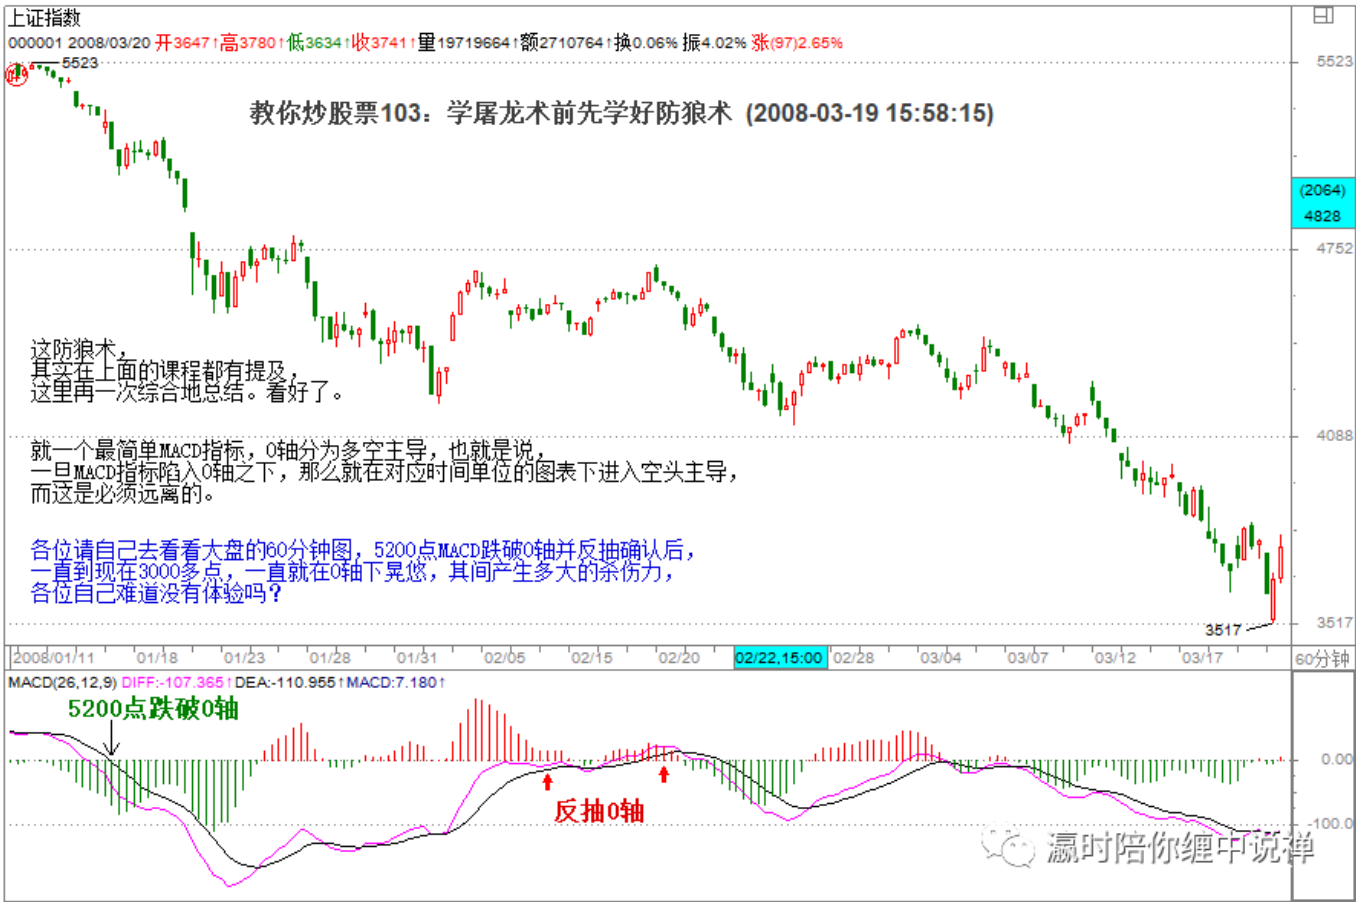 上证指数
000001 2008/03/20 开3647↑高3780↑低3634↑收3741↑量19719664↑额2710764↑换0.06% 振4.02% 涨(97)2.65%
5523
5523
教你炒股票103：学屠龙术前先学好防狼术 (2008-03-19 15:58:15)
(2064)
4828
4752
这防狼术，
其实在上面的课程都有提及，
这里再一次综合地总结。看好了。
4088
就一个最简单MACD指标，0轴分为多空主导，也就是说，
一旦MACD指标陷入0轴之下，那么就在对应时间单位的图表下进入空头主导，
而这是必须远离的。
各位请自己去看看大盘的60分钟图，5200点MACD跌破0轴并反抽确认后，
一直到现在3000多点，一直就在0轴下晃悠，其间产生多大的杀伤力，
各位自己难道没有体验吗？
3517
3517
2008/01/11 01/18 01/23 01/28 01/31 02/05 02/15 02/20 02/22,15:00 02/28 03/04 03/07 03/12 03/17 60分钟
MACD(26,12,9) DIFF:-107.365↑DEA:-110.955↑MACD:7.180↑
5200点跌破0轴
0.00
反抽0轴
-100.0
瀛时陪你缠中说禅